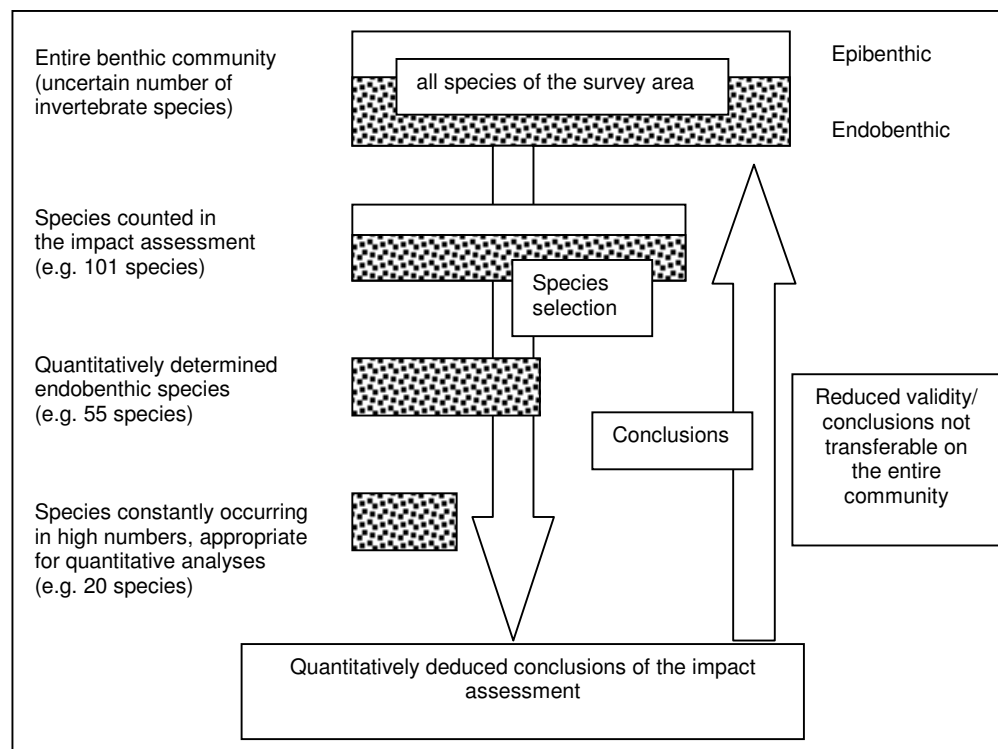 Entire benthic community
(uncertain number of
invertebrate species)
all species of the survey area
Epibenthic
Endobenthic
Species counted in
the impact assessment
(e.g. 101 species)
Species
selection
Quantitatively determined
endobenthic species
(e.g. 55 species)
Conclusions
Reduced validity/
conclusions not
transferable on
the entire
community
Species constantly occurring
in high numbers, appropriate
for quantitative analyses
(e.g. 20 species)
Quantitatively deduced conclusions of the impact
assessment